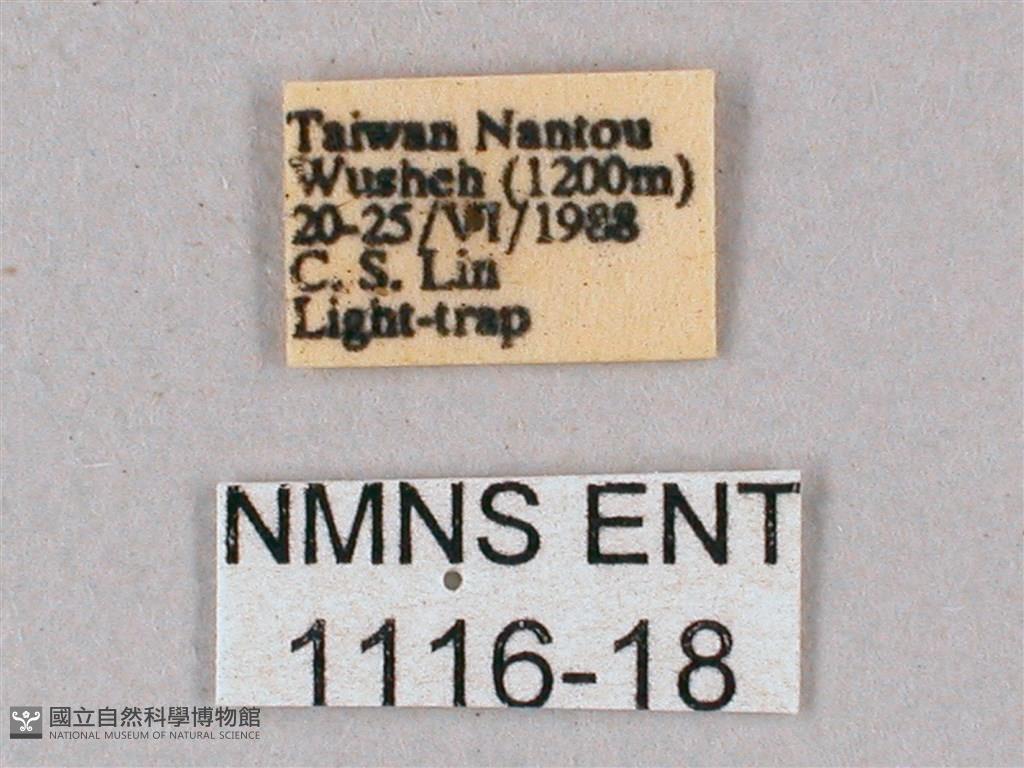 Taiwan Nantou
Wusheh (1200m)
20-25/VI/1988
C. S. Lin
Light-trap
NMNS ENT
1116-18
國立自然科學博物館
NATIONAL MUSEUM OF NATURAL SCIENCE